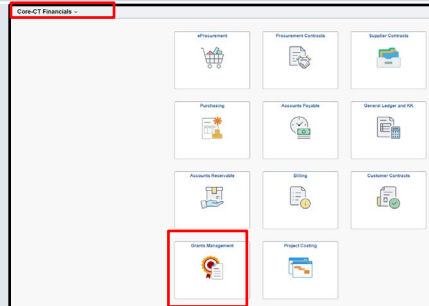 Core-CT Financials –
eProcurement
Procurement Contracts
Supplier Contracts
Purchasing
Accounts Payable
General Ledger and KK
Accounts Receivable
Billing
Customer Contracts
Grants Management
Project Costing